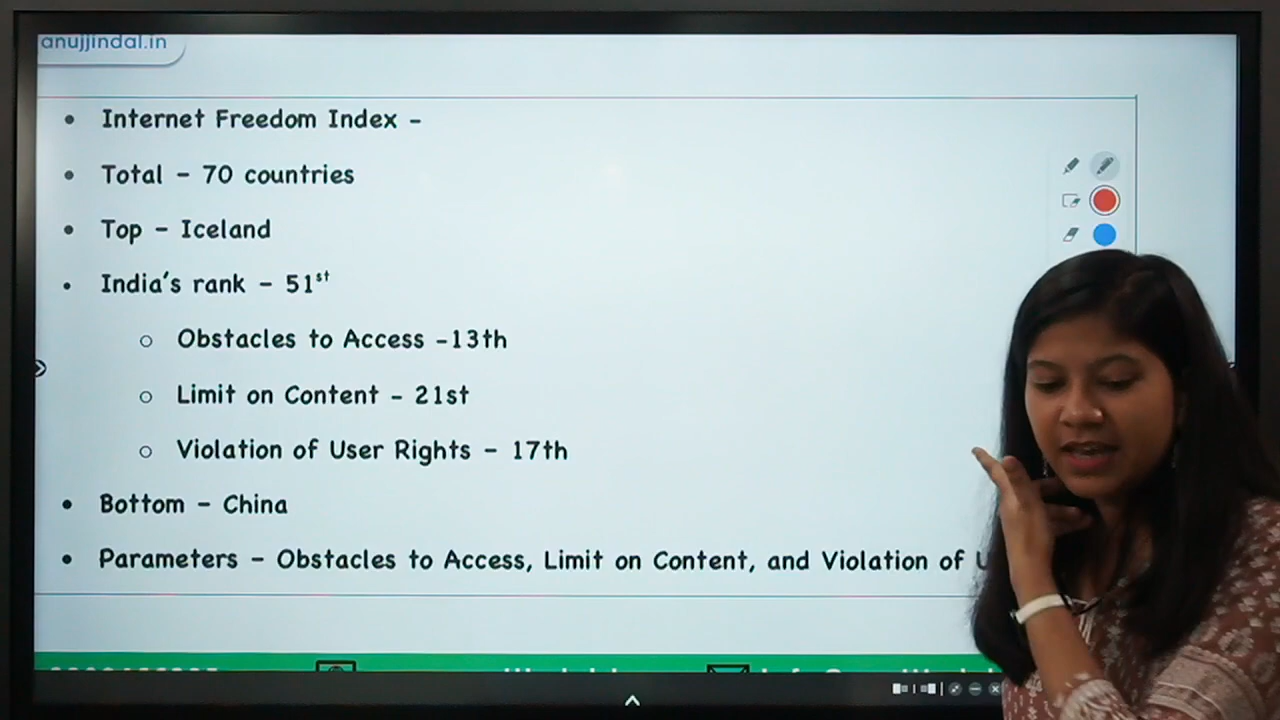 anujjindal.in
• Internet Freedom Index -
• Total - 70 countries
• Top - Iceland
• India's rank - 51st
○ Obstacles to Access -13th
○ Limit on Content - 21st
○ Violation of User Rights - 17th
• Bottom - China
• Parameters - Obstacles to Access, Limit on Content, and Violation of